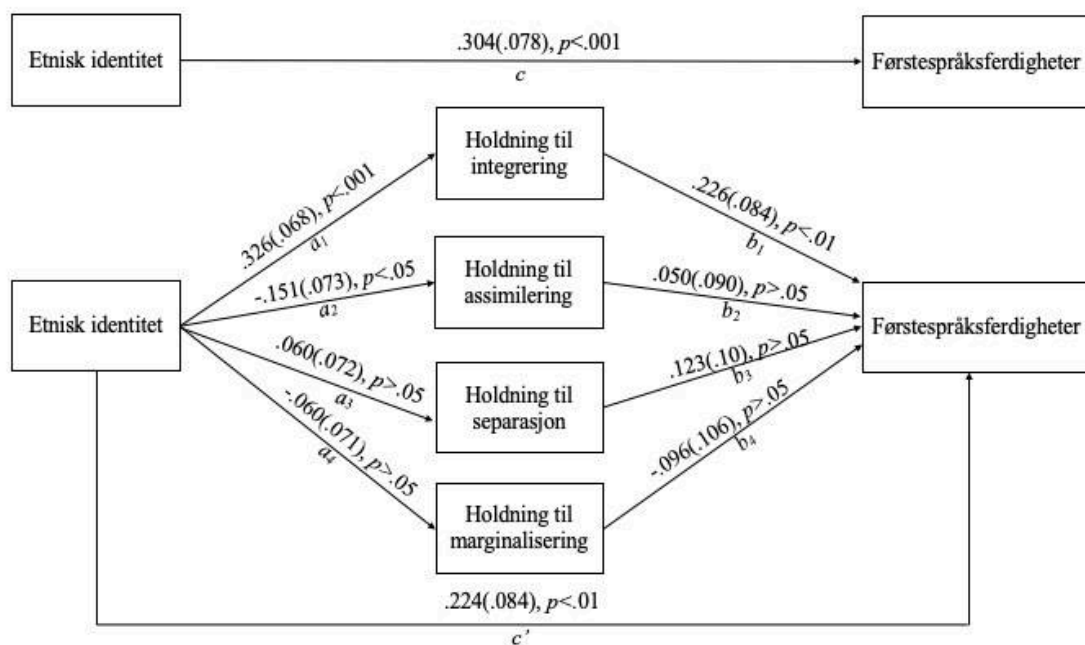 Etnisk identitet
.304(.078), p<.001
c
Førstespråksferdigheter
Holdning til
integrering
.326(.068), p<.001
a1
.226(.084), p<.01
b1
Holdning til
assimilering
-.151(.073), p<.05
a2
.050(.090), p>.05
b2
Etnisk identitet
Førstespråksferdigheter
.060(.072), p>.05
a3
Holdning til
separasjon
.123(.10), p>.05
b3
-.060(.071), p>.05
a4
Holdning til
marginalisering
-.096(.106), p>.05
b4
.224(.084), p<.01
c'